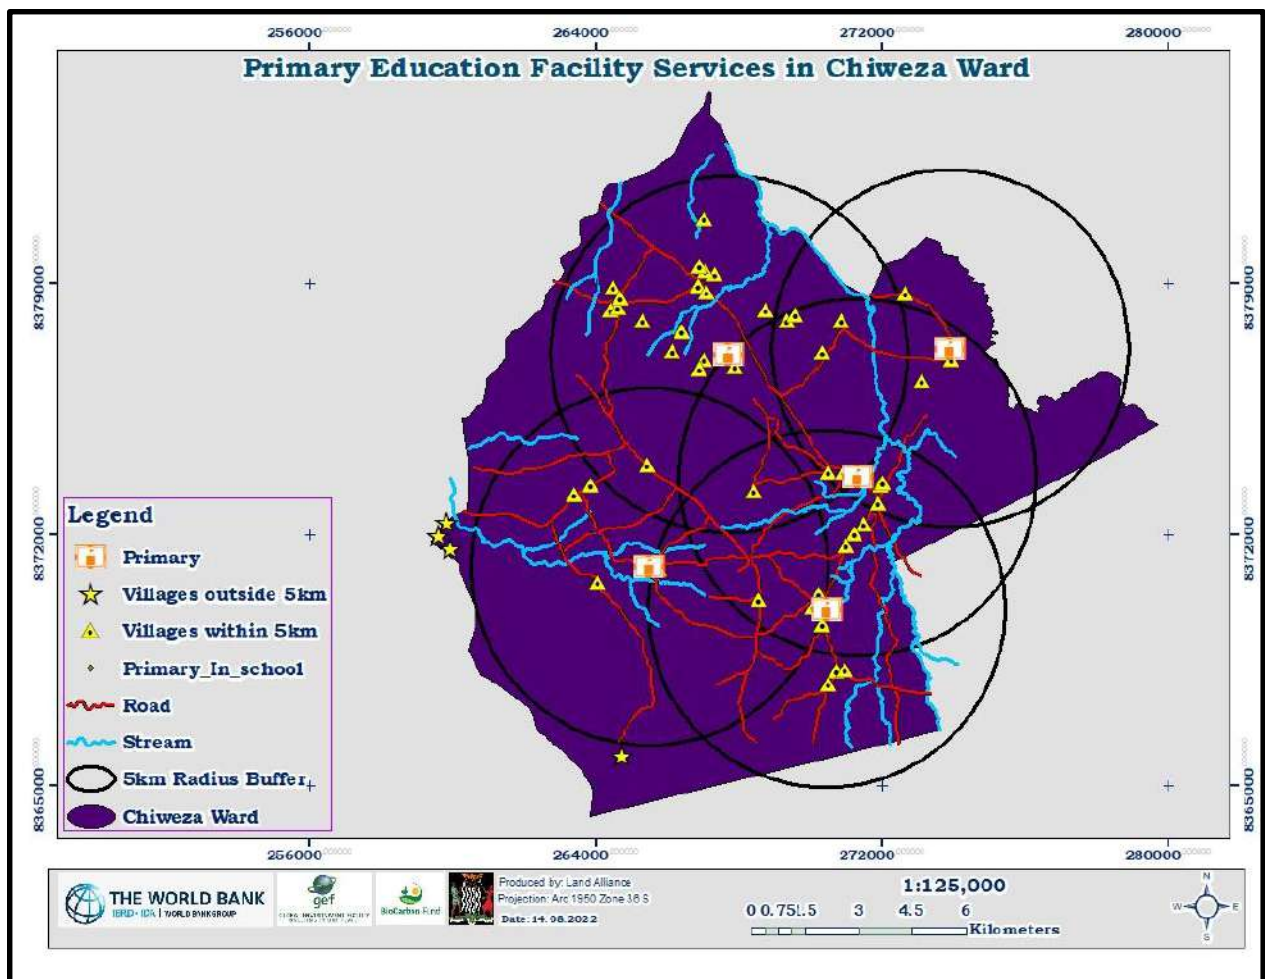 256000 264000 272000 280000
Primary Education Facility Services in Chiweza Ward
8379000 8379000
8372000 8372000
8365000 8365000
Legend
Primary
Villages outside 5km
Villages within 5km
Primary_In_school
Road
Stream
5km Radius Buffer
Chiweza Ward
256000 264000 272000 280000
THE WORLD BANK
IBRD • IDA | WORLD BANK GROUP
gef
BioCarbon Fund
Produced by: Land Alliance
Projection: Arc 1950 Zone 36 S
Date: 14.08.2022
1:125,000
0 0.75 1.5 3 4.5 6
Kilometers
N
W E
S